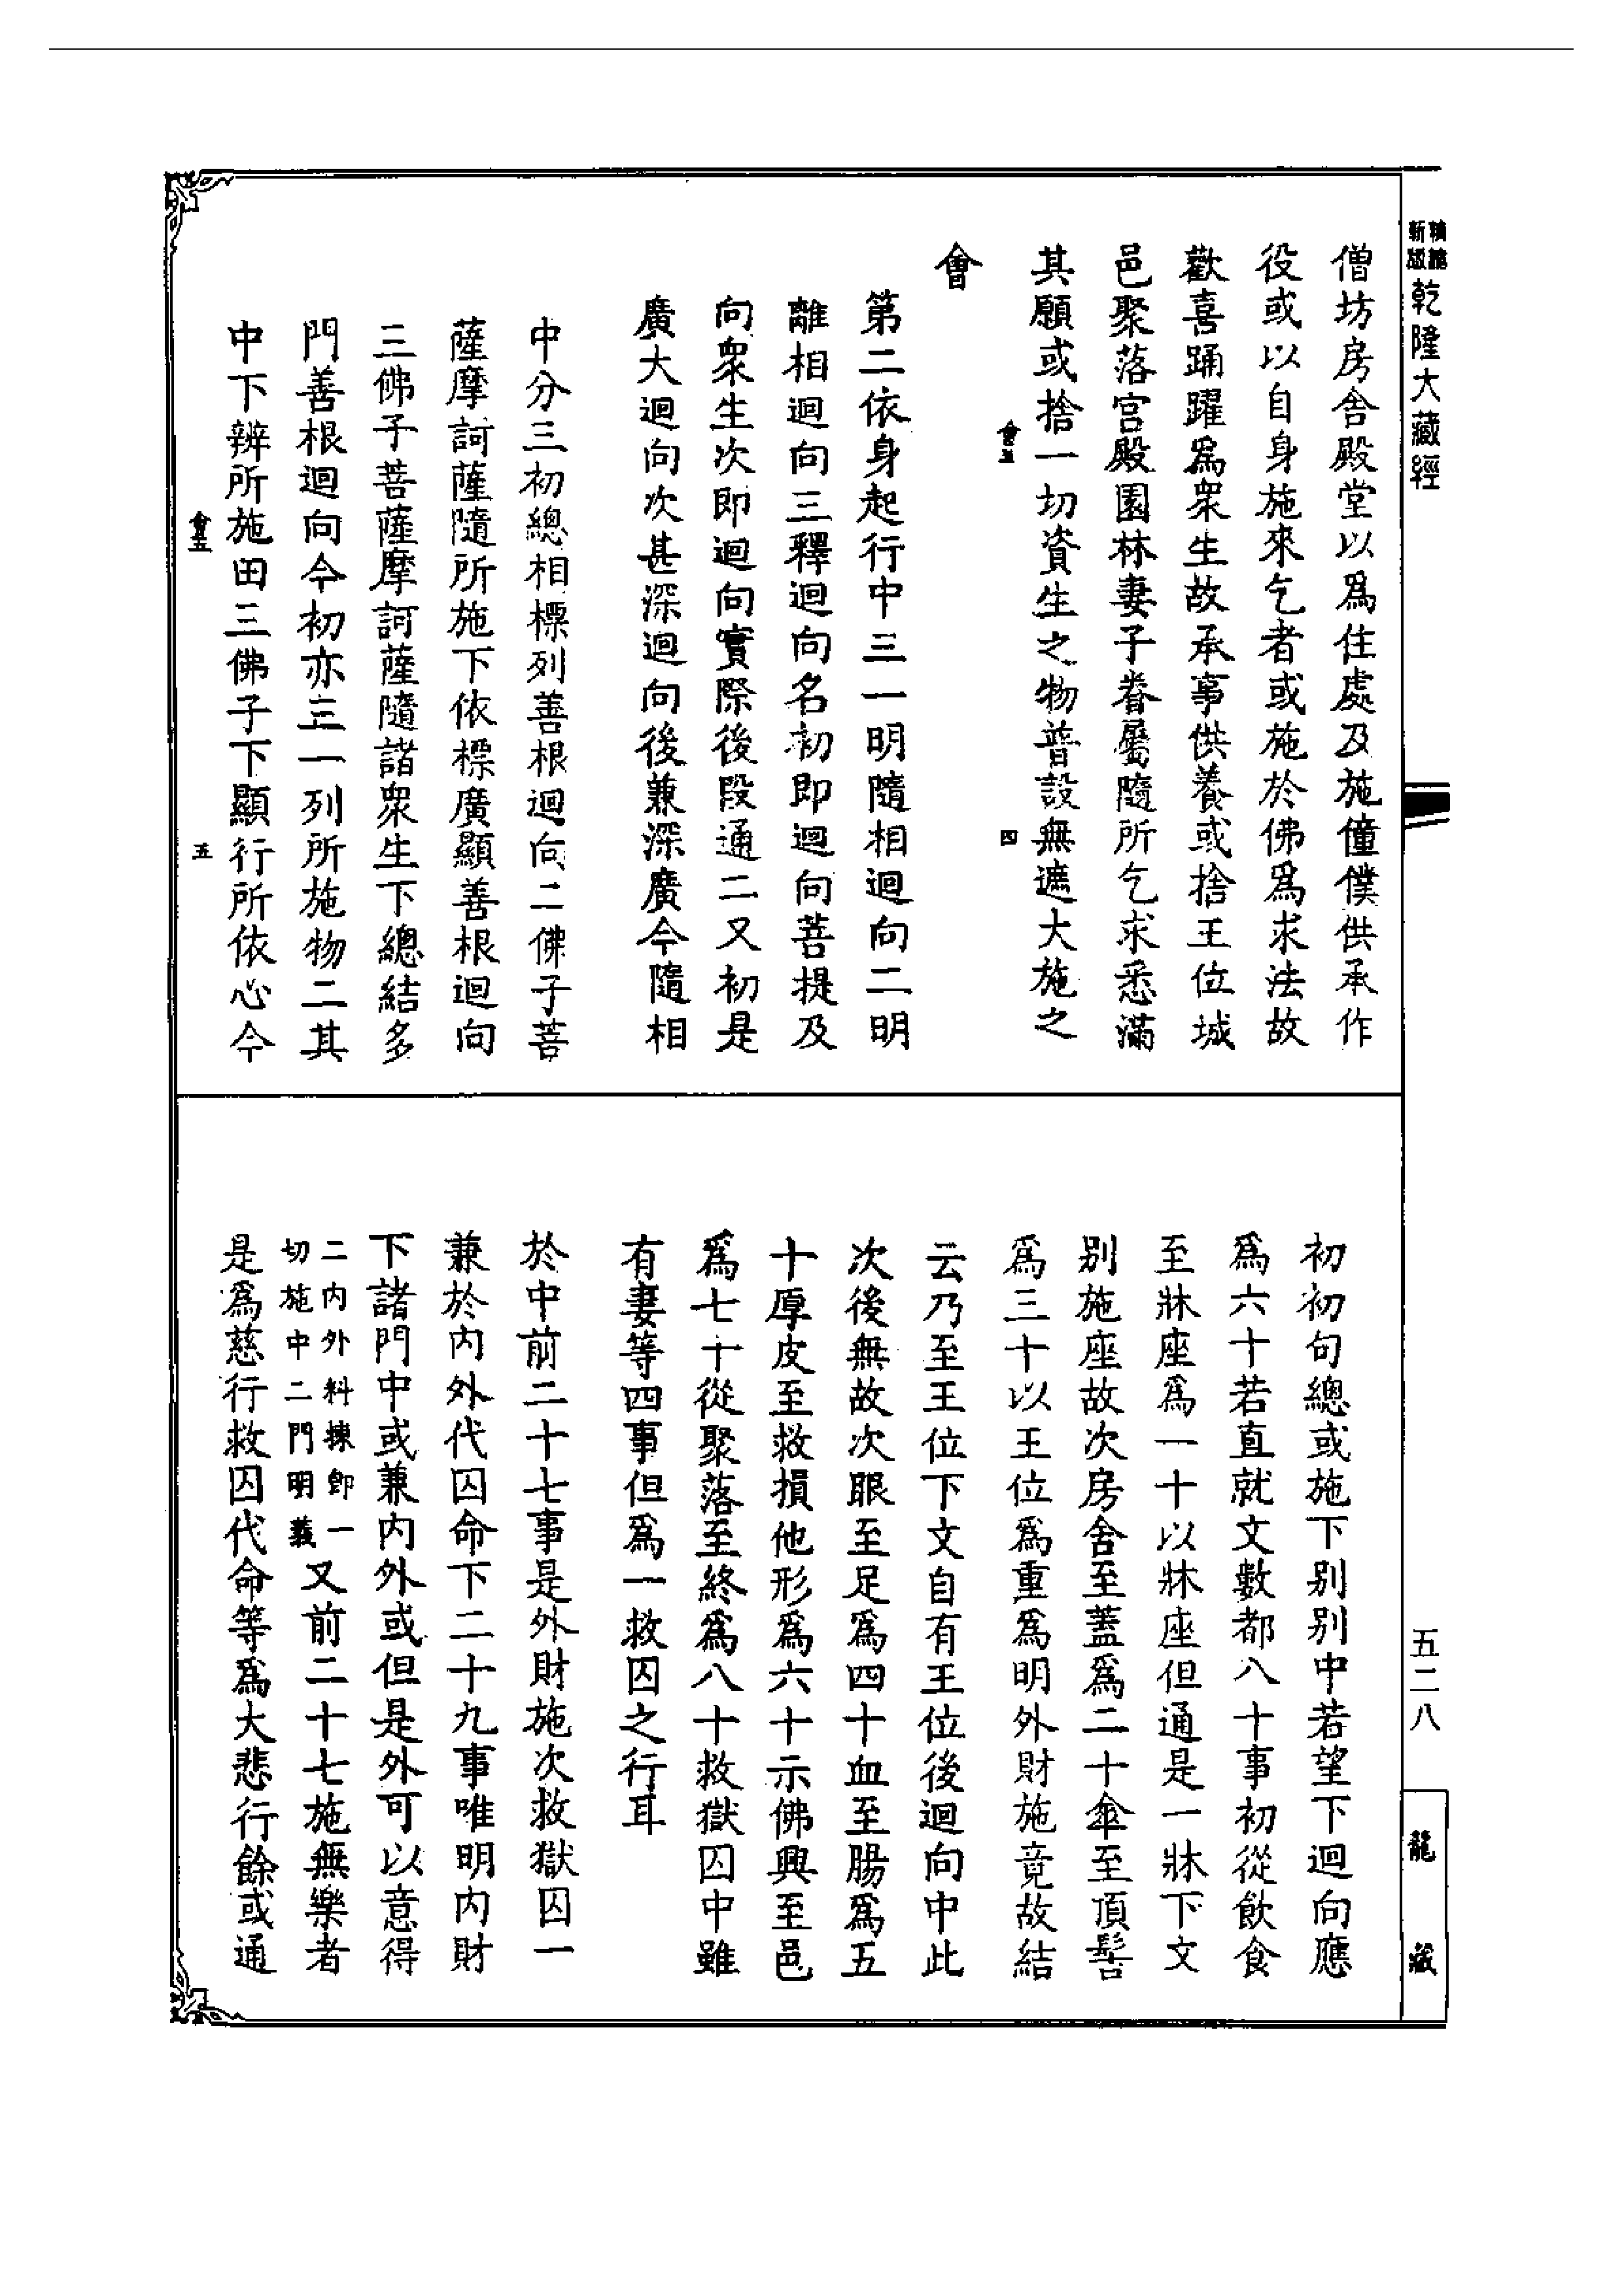 精編新版
乾隆大藏經
五二八
龍藏
僧坊房舍殿堂以爲住處及施僮僕供承作
役或以自身施來乞者或施於佛爲求法故
歡喜踊躍爲衆生故承事供養或捨王位城
邑聚落宮殿園林妻子眷屬隨所乞求悉滿
其願或捨一切資生之物普設無遮大施之
會五 四
會
第二依身起行中三一明隨相迴向二明
離相迴向三釋迴向名初即迴向菩提及
向衆生次即迴向實際後段通二又初是
廣大迴向次甚深迴向後兼深廣今隨相
中分三初總相標列善根迴向二佛子菩
薩摩訶薩隨所施下依標廣顯善根迴向
三佛子菩薩摩訶薩隨諸衆生下總結多
門善根迴向今初亦三一列所施物二其
中下辨所施田三佛子下顯行所依心今
會五 五
初初句總或施下別別中若望下迴向應
爲六十若直就文數都八十事初從飲食
至牀座爲一十以牀座但通是一牀下文
別施座故次房舍至蓋爲二十傘至頂髻
爲三十以王位爲重爲明外財施竟故結
云乃至王位下文自有王位後迴向中此
次後無故次眼至足爲四十血至腸爲五
十厚皮至救損他形爲六十示佛興至邑
爲七十從聚落至終爲八十救獄囚中雖
有妻等四事但爲一救囚之行耳
於中前二十七事是外財施次救獄囚一
兼於內外代囚命下二十九事唯明內財
下諸門中或兼內外或但是外可以意得
二內外料揀即一切施中二門明義又前二十七施無樂者
是爲慈行救囚代命等爲大悲行餘或通